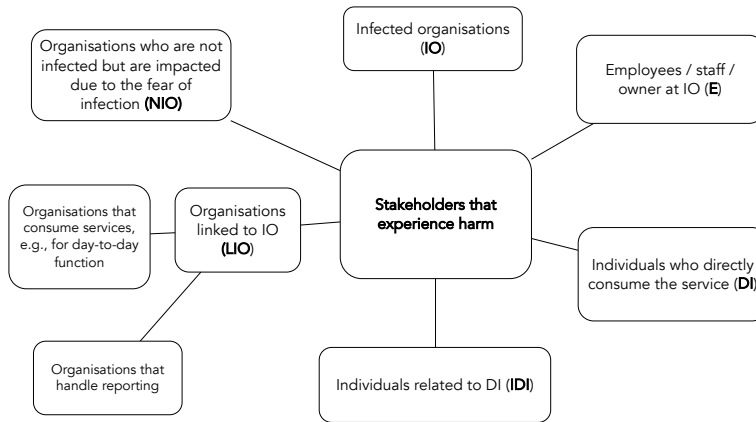 Organisations who are not
infected but are impacted
due to the fear of
infection (NIO)
Infected organisations
(IO)
Employees / staff /
owner at IO (E)
Organisations that
consume services,
e.g., for day-to-day
function
Organisations
linked to IO
(LIO)
Stakeholders that
experience harm
Individuals who directly
consume the service (DI)
Organisations that
handle reporting
Individuals related to DI (IDI)